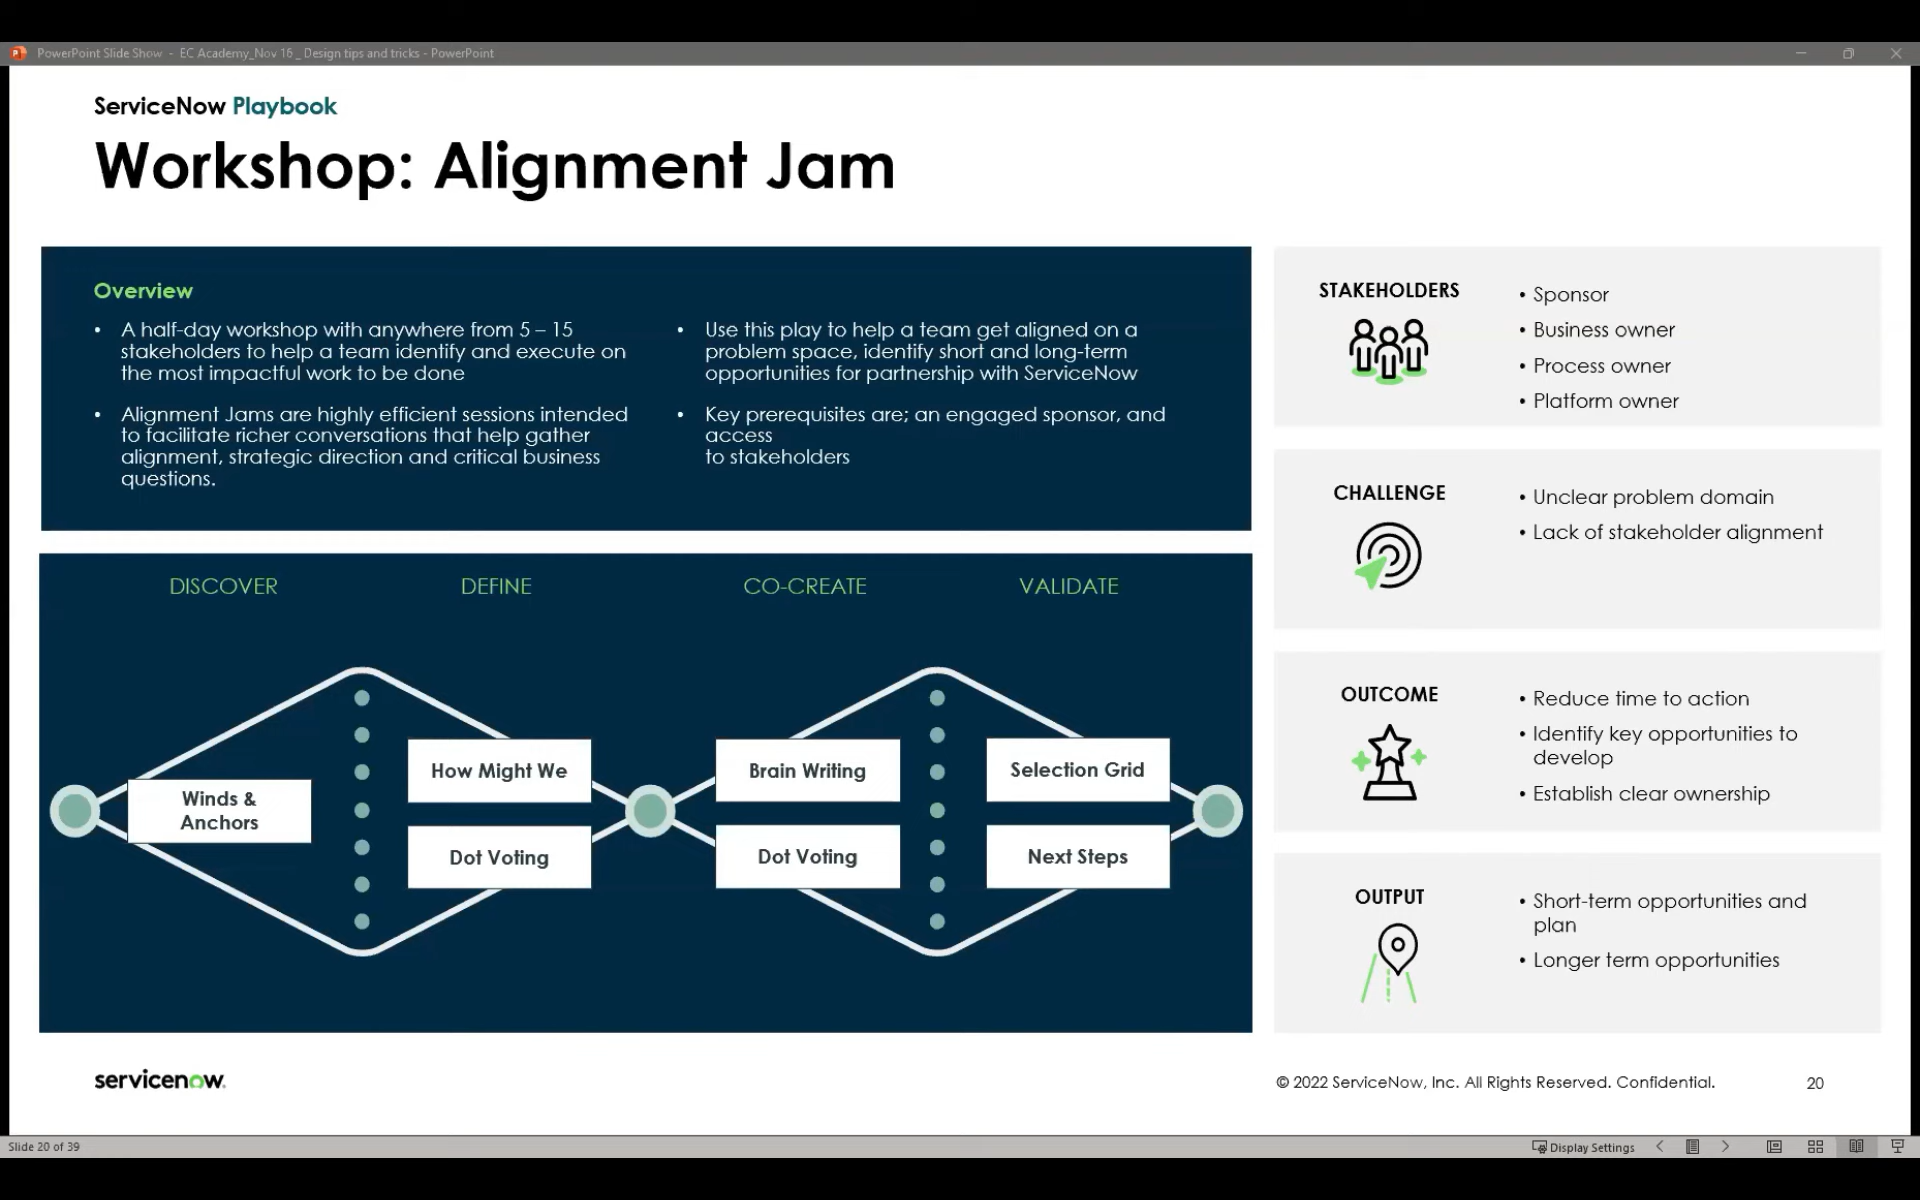 PowerPoint Slide Show - EC Academy_Nov 16 _ Design tips and tricks - PowerPoint
ServiceNow Playbook
Workshop: Alignment Jam
Overview
• A half-day workshop with anywhere from 5 – 15
stakeholders to help a team identify and execute on
the most impactful work to be done
• Alignment Jams are highly efficient sessions intended
to facilitate richer conversations that help gather
alignment, strategic direction and critical business
questions.
• Use this play to help a team get aligned on a
problem space, identify short and long-term
opportunities for partnership with ServiceNow
• Key prerequisites are; an engaged sponsor, and
access
to stakeholders
DISCOVER
DEFINE
CO-CREATE
VALIDATE
Winds &
Anchors
How Might We
Dot Voting
Brain Writing
Dot Voting
Selection Grid
Next Steps
STAKEHOLDERS
• Sponsor
• Business owner
• Process owner
• Platform owner
CHALLENGE
• Unclear problem domain
• Lack of stakeholder alignment
OUTCOME
• Reduce time to action
• Identify key opportunities to
develop
• Establish clear ownership
OUTPUT
• Short-term opportunities and
plan
• Longer term opportunities
servicenow.
© 2022 ServiceNow, Inc. All Rights Reserved. Confidential.
20
Slide 20 of 39
Display Settings